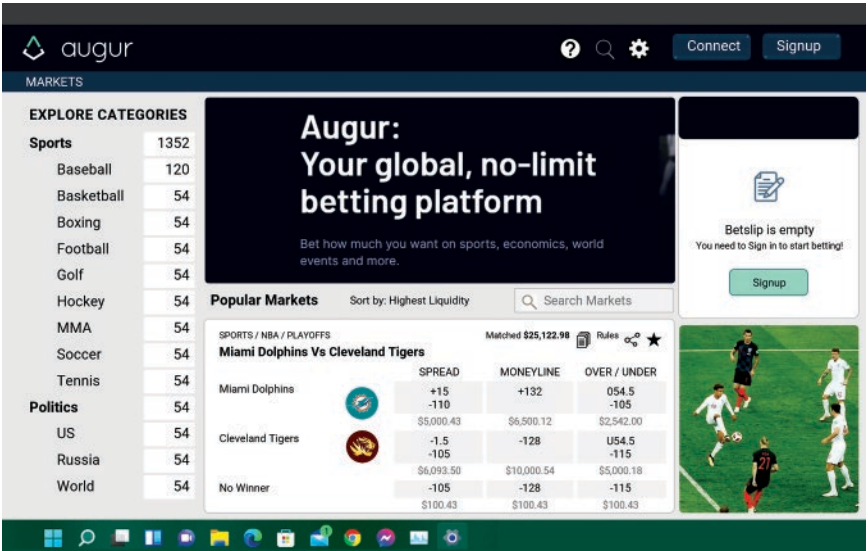 augur
Connect
Signup
MARKETS
EXPLORE CATEGORIES
Sports 1352
Baseball 120
Basketball 54
Boxing 54
Football 54
Golf 54
Hockey 54
MMA 54
Soccer 54
Tennis 54
Politics 54
US 54
Russia 54
World 54
Augur:
Your global, no-limit
betting platform
Bet how much you want on sports, economics, world
events and more.
Popular Markets Sort by: Highest Liquidity Search Markets
SPORTS / NBA / PLAYOFFS Matched $25,122.98 Rules
Miami Dolphins Vs Cleveland Tigers
SPREAD MONEYLINE OVER / UNDER
Miami Dolphins +15 +132 O54.5
-110 -105
$5,000.43 $6,500.12 $2,542.00
Cleveland Tigers -1.5 -128 U54.5
-105 -115
$6,093.50 $10,000.54 $5,000.18
No Winner -105 -128 -115
$100.43 $100.43 $100.43
Betslip is empty
You need to Sign in to start betting!
Signup
21
1